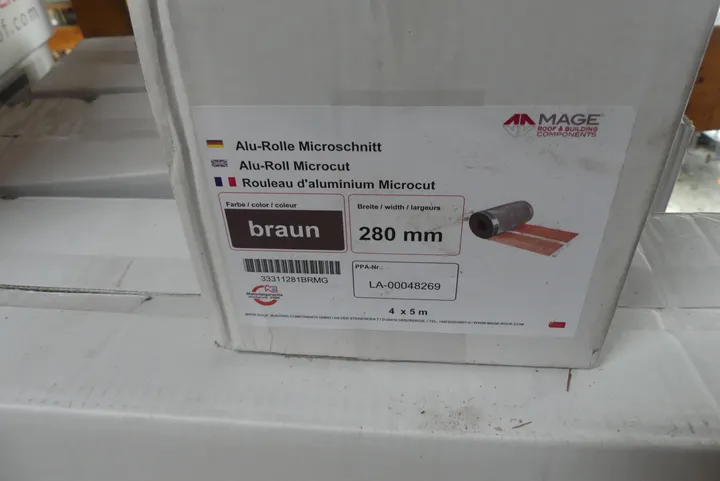 MAGE
ROOF & BUILDING
COMPONENTS
Alu-Rolle Microschnitt
Alu-Roll Microcut
Rouleau d'aluminium Microcut
Farbe / color / couleur
braun
Breite / width / largeurs
280 mm
33311281BRMG
PPA-Nr.:
LA-00048269
4 x 5 m